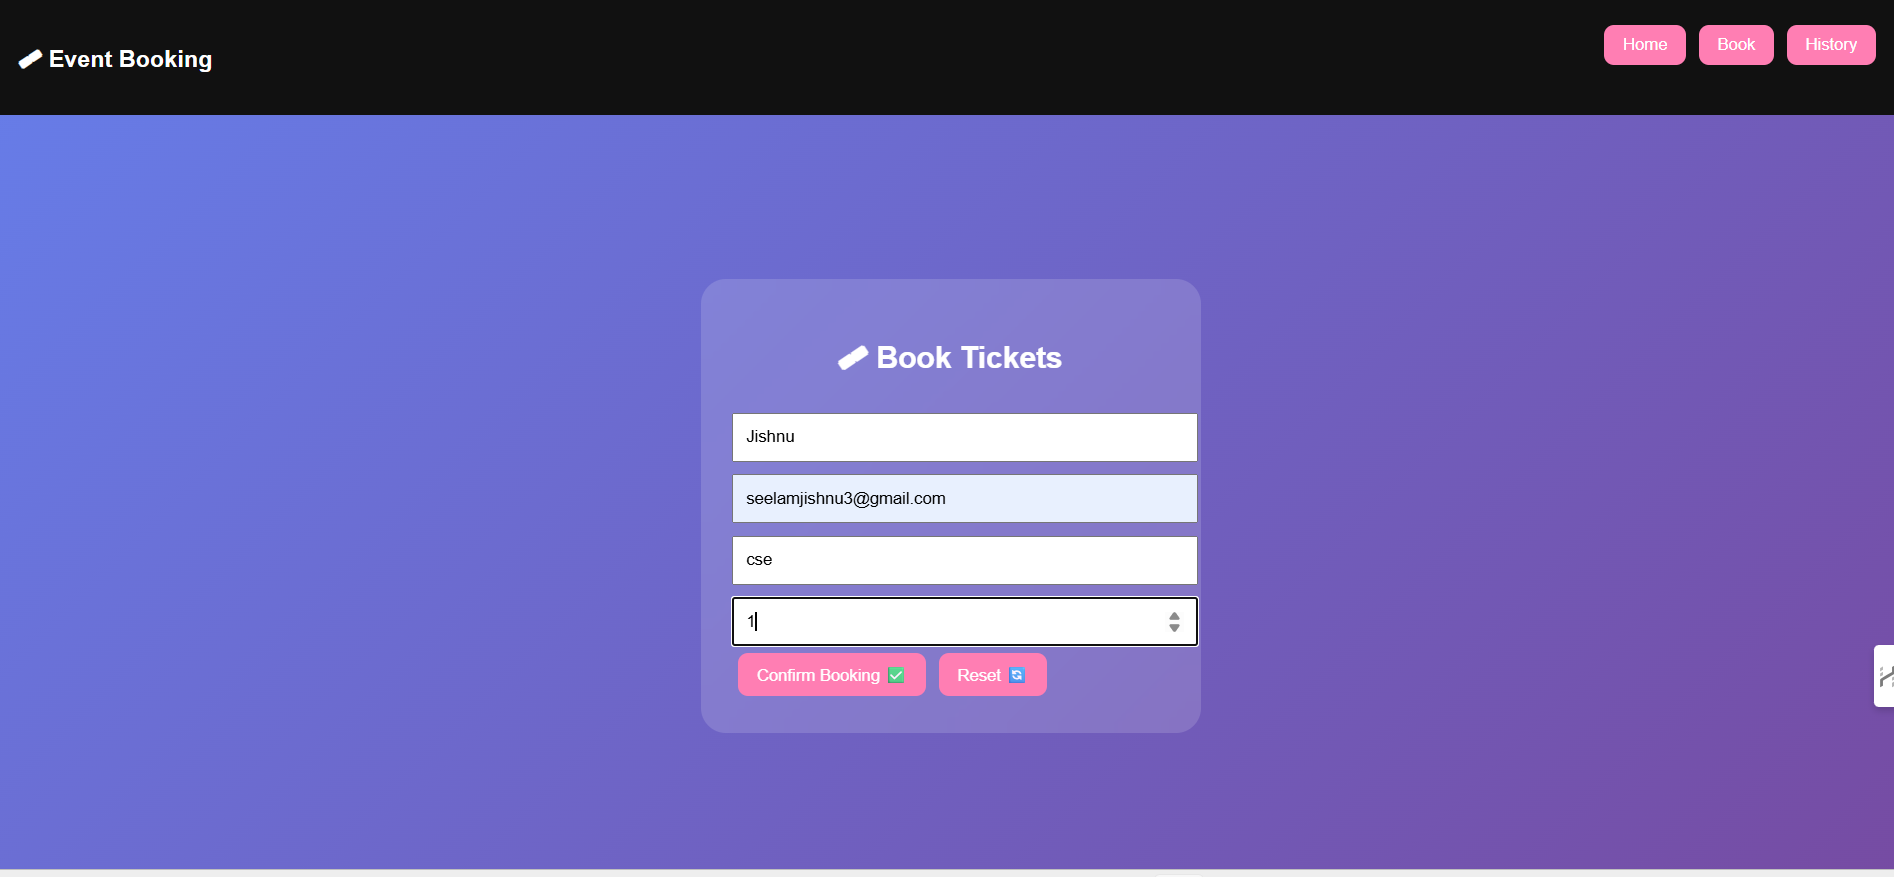 Event Booking
Home
Book
History
Book Tickets
Jishnu
seelamjishnu3@gmail.com
cse
1
Confirm Booking ✅
Reset 🔄